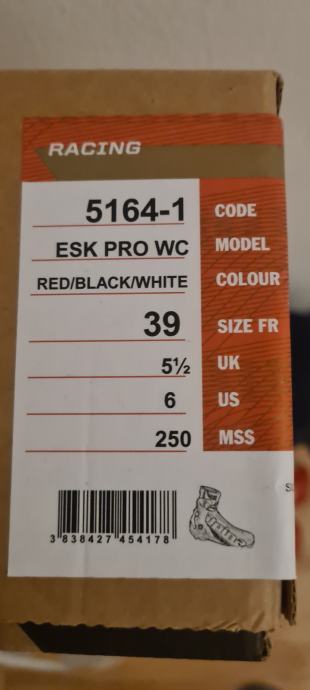 RACING
5164-1 CODE
ESK PRO WC MODEL
RED/BLACK/WHITE COLOUR
39 SIZE FR
5½ UK
6 US
250 MSS
3 838427 454178